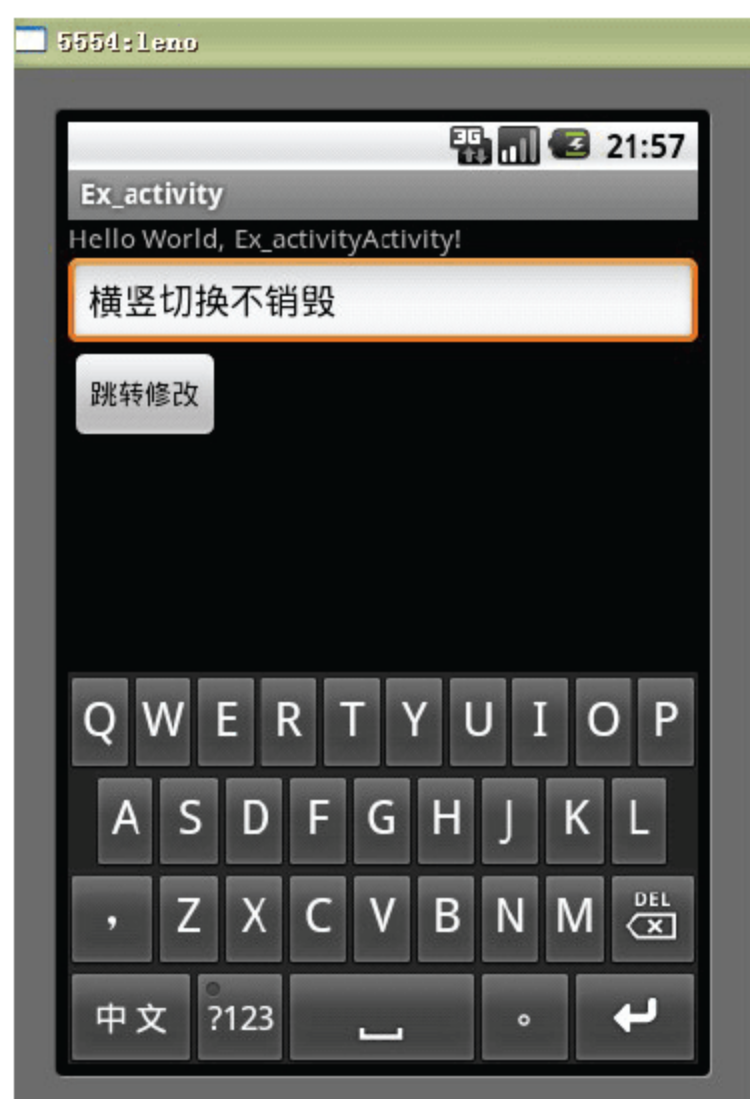 5554:leno
3G 21:57
Ex_activity
Hello World, Ex_activityActivity!
横竖切换不销毁
跳转修改
Q W E R T Y U I O P
A S D F G H J K L
, Z X C V B N M DEL
中文 ?123 。